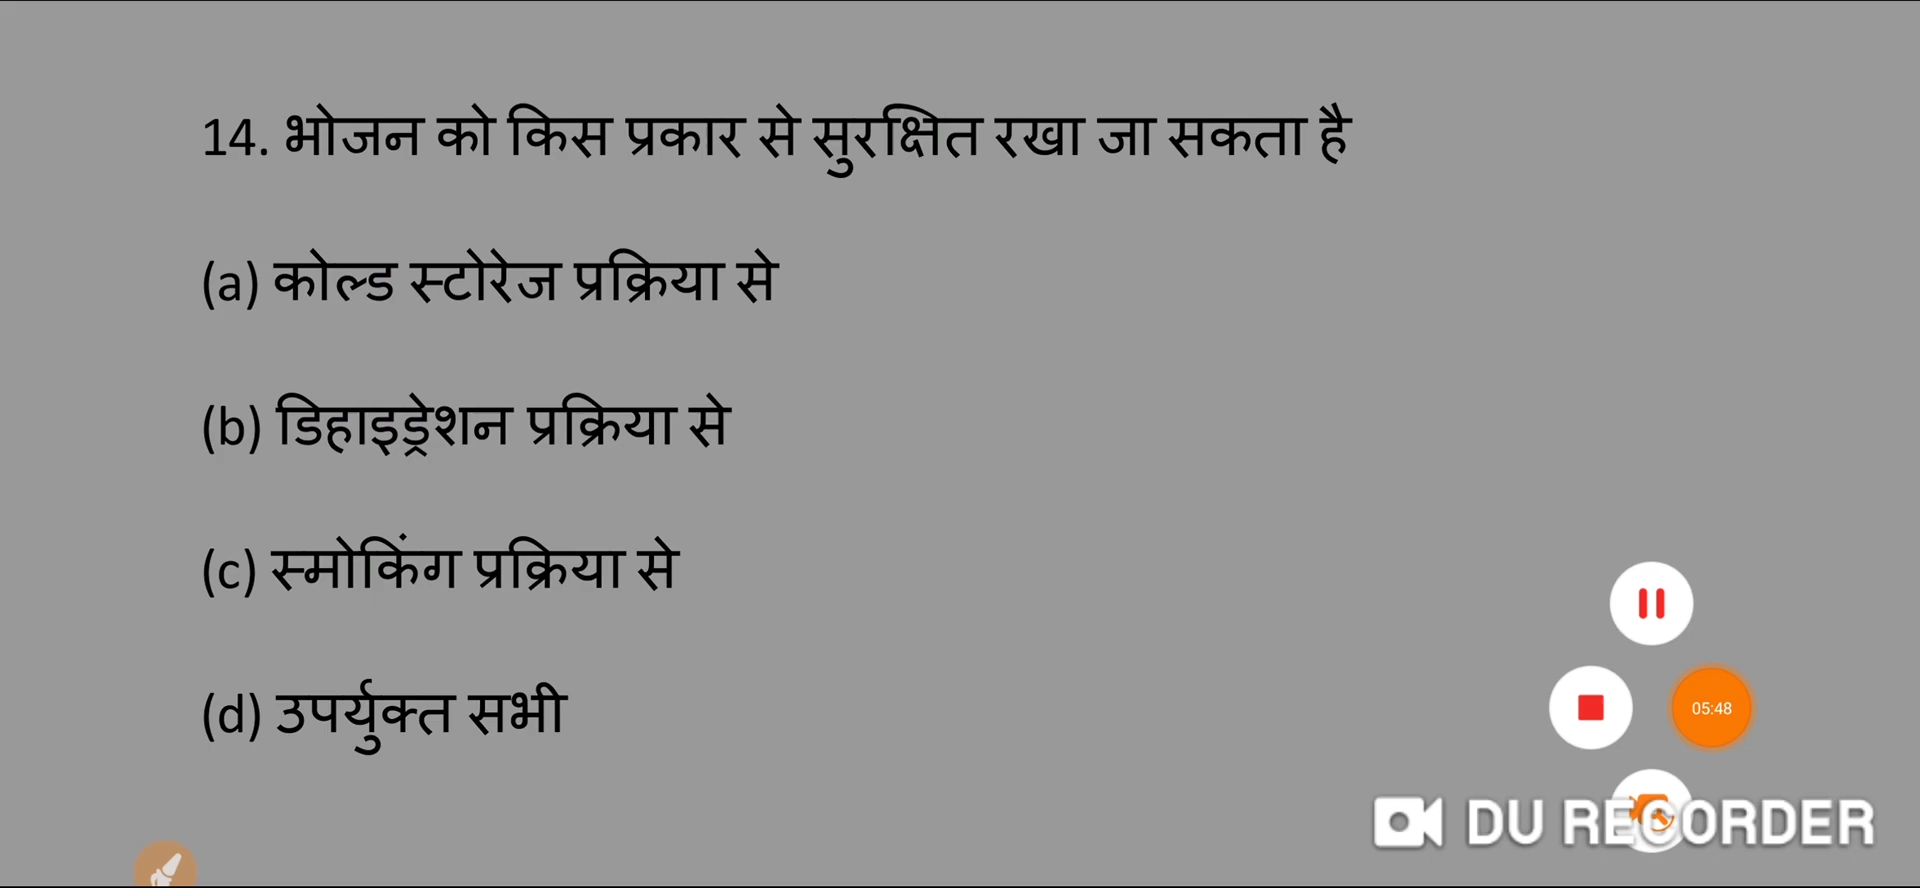 14. भोजन को किस प्रकार से सुरक्षित रखा जा सकता है
(a) कोल्ड स्टोरेज प्रक्रिया से
(b) डिहाइड्रेशन प्रक्रिया से
(c) स्मोकिंग प्रक्रिया से
(d) उपर्युक्त सभी
05:48
DU RECORDER